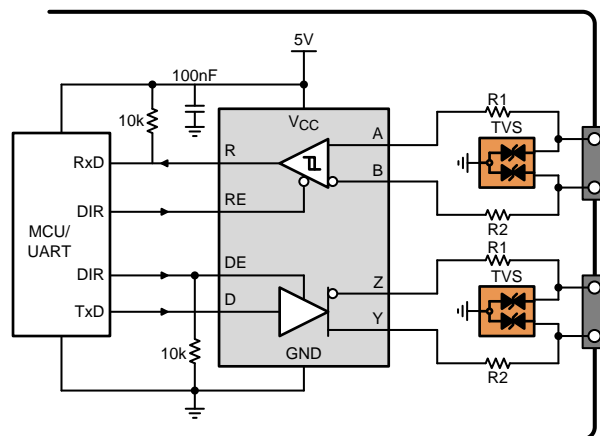 5V
100nF
10k
VCC
R1
TVS
A
B
R
RE
R2
RxD
DIR
MCU/
UART
DIR
TxD
DE
D
Z
Y
R1
TVS
R2
10k
GND